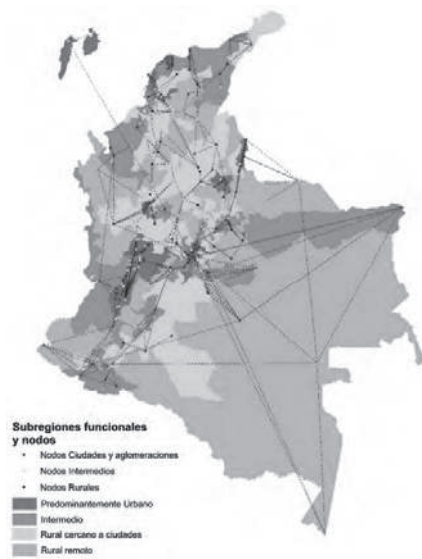 Subregiones funcionales
y nodos
Nodos Ciudades y aglomeraciones
Nodos Intermedios
Nodos Rurales
Predominantemente Urbano
Intermedio
Rural cercano a ciudades
Rural remoto